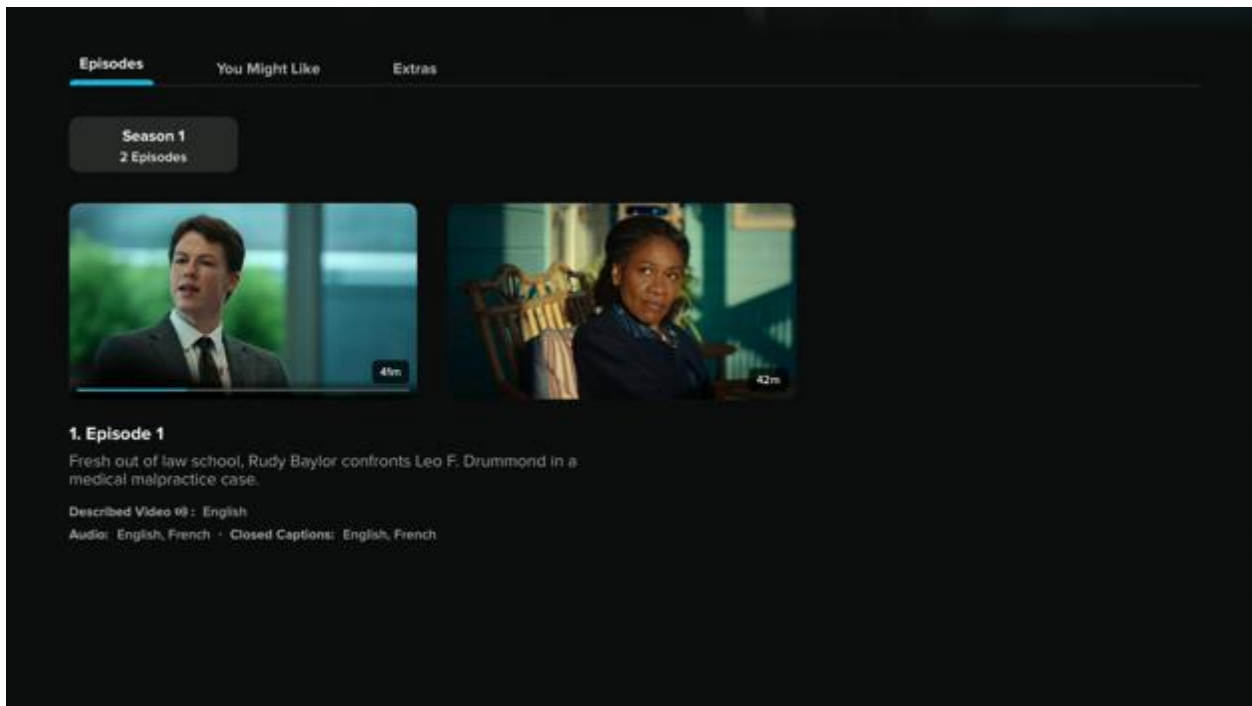 Episodes
You Might Like
Extras
Season 1
2 Episodes
42m
1. Episode 1
Fresh out of law school, Rudy Baylor confronts Leo F. Drummond in a
medical malpractice case.
Described Video : English
Audio: English, French · Closed Captions: English, French